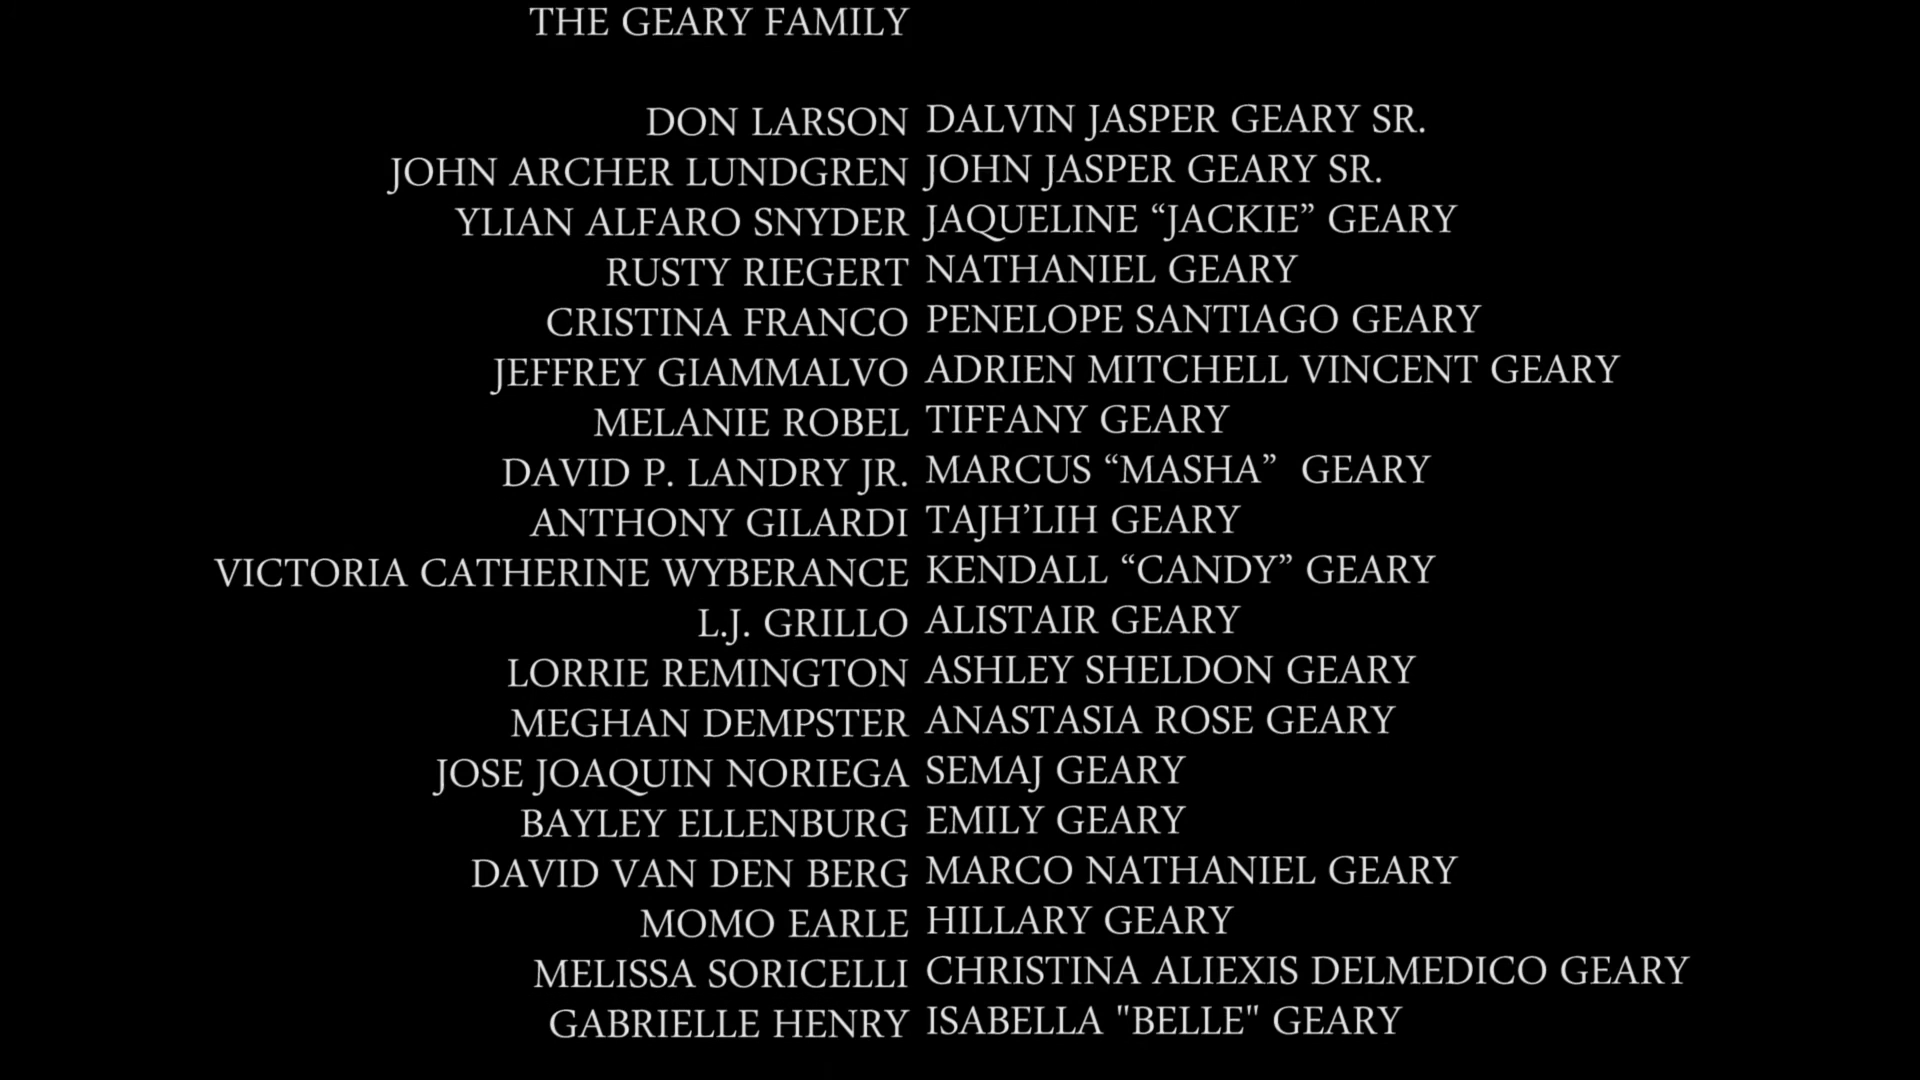 THE GEARY FAMILY
DON LARSON DALVIN JASPER GEARY SR.
JOHN ARCHER LUNDGREN JOHN JASPER GEARY SR.
YLIAN ALFARO SNYDER JAQUELINE “JACKIE” GEARY
RUSTY RIEGERT NATHANIEL GEARY
CRISTINA FRANCO PENELOPE SANTIAGO GEARY
JEFFREY GIAMMALVO ADRIEN MITCHELL VINCENT GEARY
MELANIE ROBEL TIFFANY GEARY
DAVID P. LANDRY JR. MARCUS “MASHA” GEARY
ANTHONY GILARDI TAJH’LIH GEARY
VICTORIA CATHERINE WYBERANCE KENDALL “CANDY” GEARY
L.J. GRILLO ALISTAIR GEARY
LORRIE REMINGTON ASHLEY SHELDON GEARY
MEGHAN DEMPSTER ANASTASIA ROSE GEARY
JOSE JOAQUIN NORIEGA SEMAJ GEARY
BAYLEY ELLENBURG EMILY GEARY
DAVID VAN DEN BERG MARCO NATHANIEL GEARY
MOMO EARLE HILLARY GEARY
MELISSA SORICELLI CHRISTINA ALIEXIS DELMEDICO GEARY
GABRIELLE HENRY ISABELLA "BELLE" GEARY